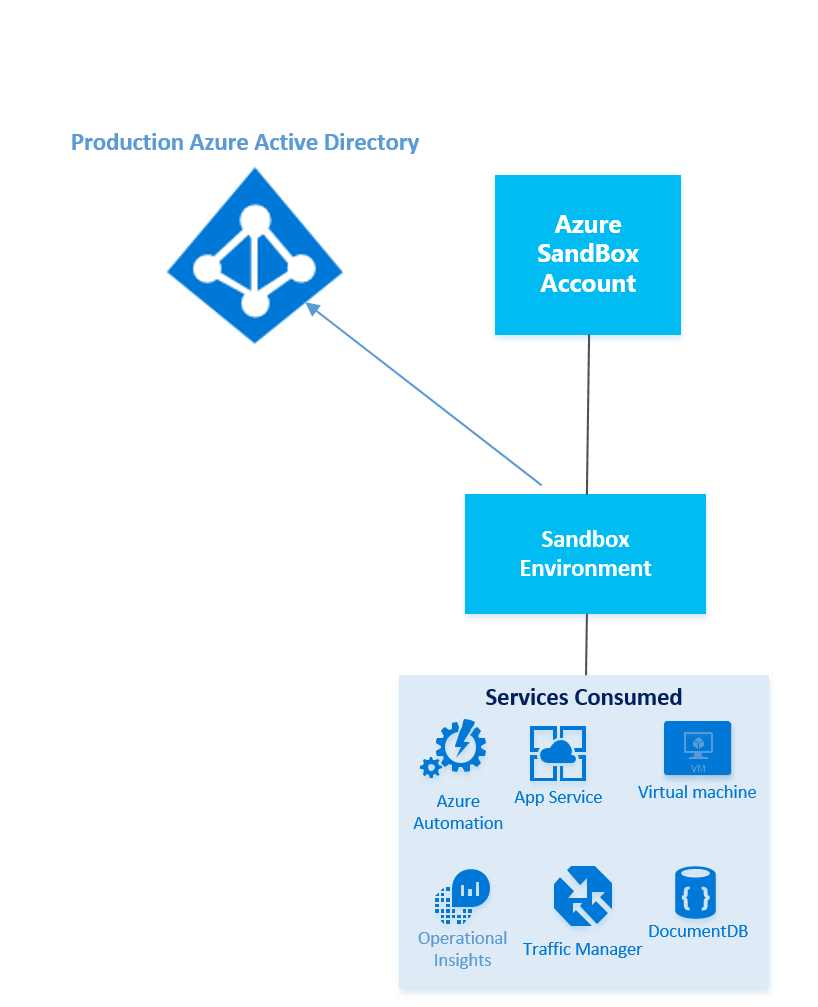 Production Azure Active Directory
Azure
SandBox
Account
Sandbox
Environment
Services Consumed
Azure
Automation
App Service
VM
Virtual machine
Operational
Insights
Traffic Manager
{ }
DocumentDB